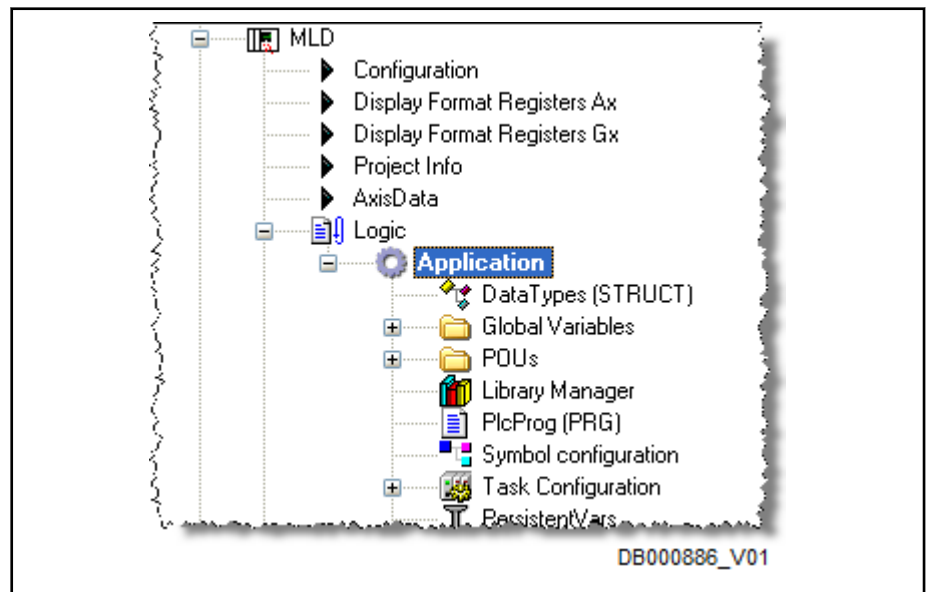 MLD
Configuration
Display Format Registers Ax
Display Format Registers Gx
Project Info
AxisData
Logic
Application
DataTypes (STRUCT)
Global Variables
POUs
Library Manager
PlcProg (PRG)
Symbol configuration
Task Configuration
PersistentVars
DB000886_V01